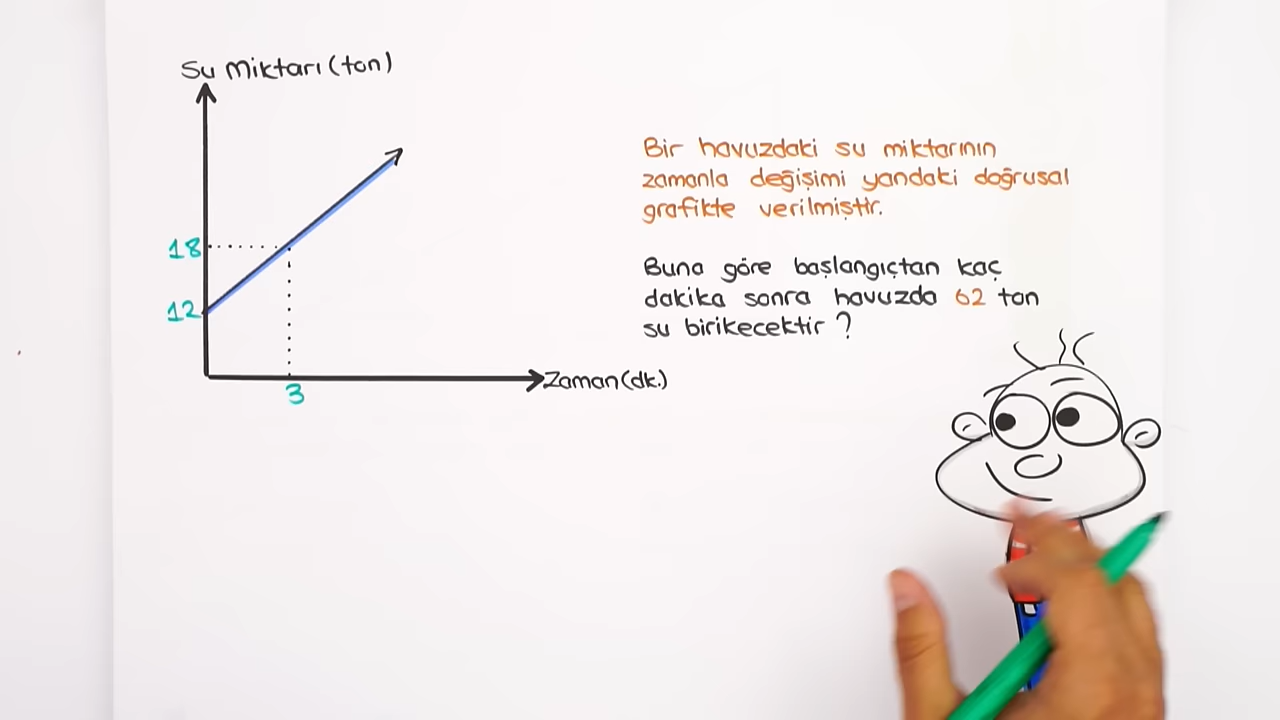 Su Miktarı (ton)
18
12
3
Zaman (dk.)
Bir havuzdaki su miktarının
zamanla değişimi yandaki doğrusal
grafikte verilmiştir.
Buna göre başlangıçtan kaç
dakika sonra havuzda 62 ton
su birikecektir ?